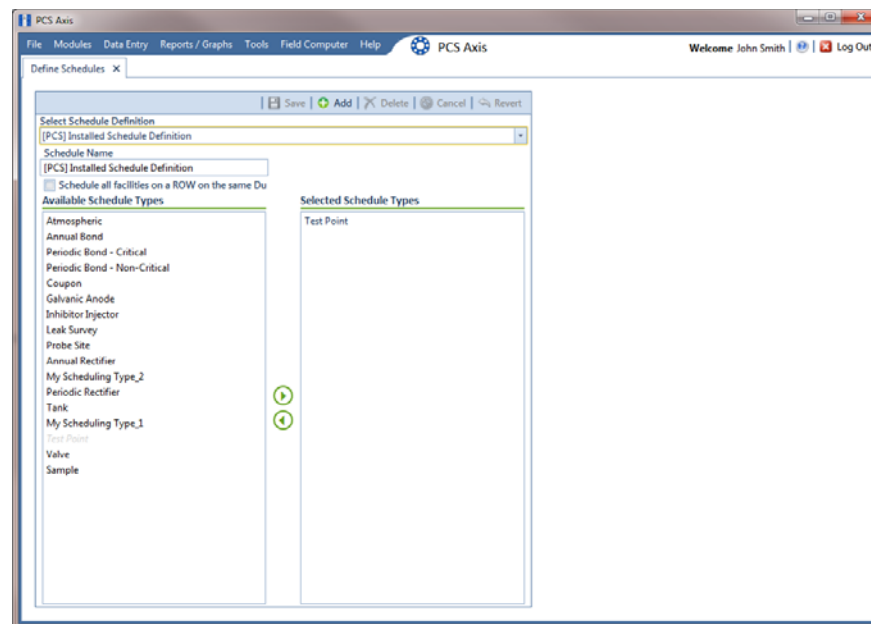 PCS Axis
File Modules Data Entry Reports / Graphs Tools Field Computer Help PCS Axis Welcome John Smith | | Log Out
Define Schedules X
| Save | Add | Delete | Cancel | Revert
Select Schedule Definition
[PCS] Installed Schedule Definition
Schedule Name
[PCS] Installed Schedule Definition
Schedule all facilities on a ROW on the same Du
Available Schedule Types Selected Schedule Types
Atmospheric Test Point
Annual Bond
Periodic Bond - Critical
Periodic Bond - Non-Critical
Coupon
Galvanic Anode
Inhibitor Injector
Leak Survey
Probe Site
Annual Rectifier
My Scheduling Type_2
Periodic Rectifier
Tank
My Scheduling Type_1
Test Point
Valve
Sample